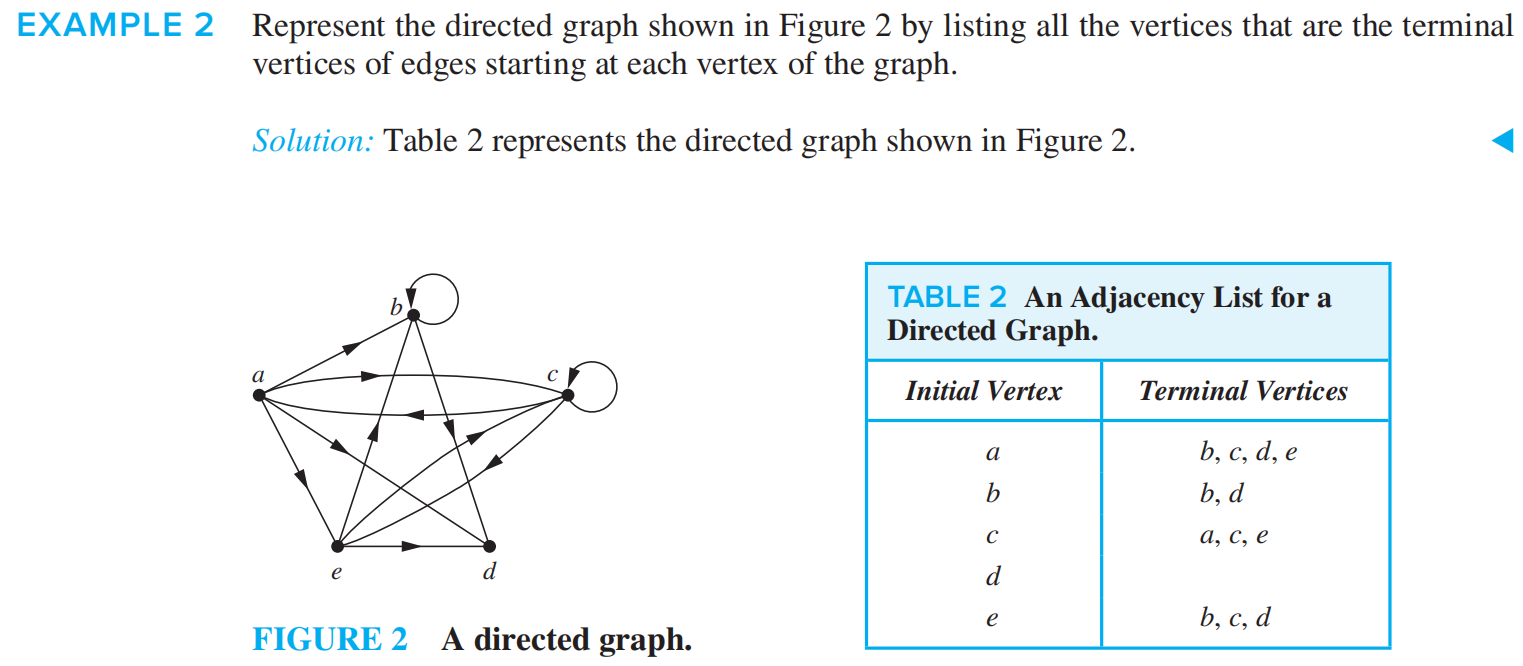 EXAMPLE 2 Represent the directed graph shown in Figure 2 by listing all the vertices that are the terminal
vertices of edges starting at each vertex of the graph.
Solution: Table 2 represents the directed graph shown in Figure 2.
b
a
c
e
d
FIGURE 2 A directed graph.
TABLE 2 An Adjacency List for a
Directed Graph.
Initial Vertex Terminal Vertices
a b, c, d, e
b b, d
c a, c, e
d
e b, c, d